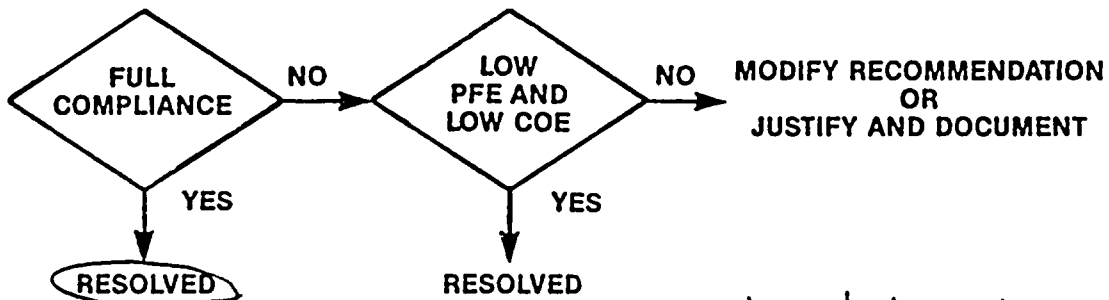 FULL
COMPLIANCE
NO
LOW
PFE AND
LOW COE
NO
MODIFY RECOMMENDATION
OR
JUSTIFY AND DOCUMENT
YES
YES
RESOLVED
RESOLVED